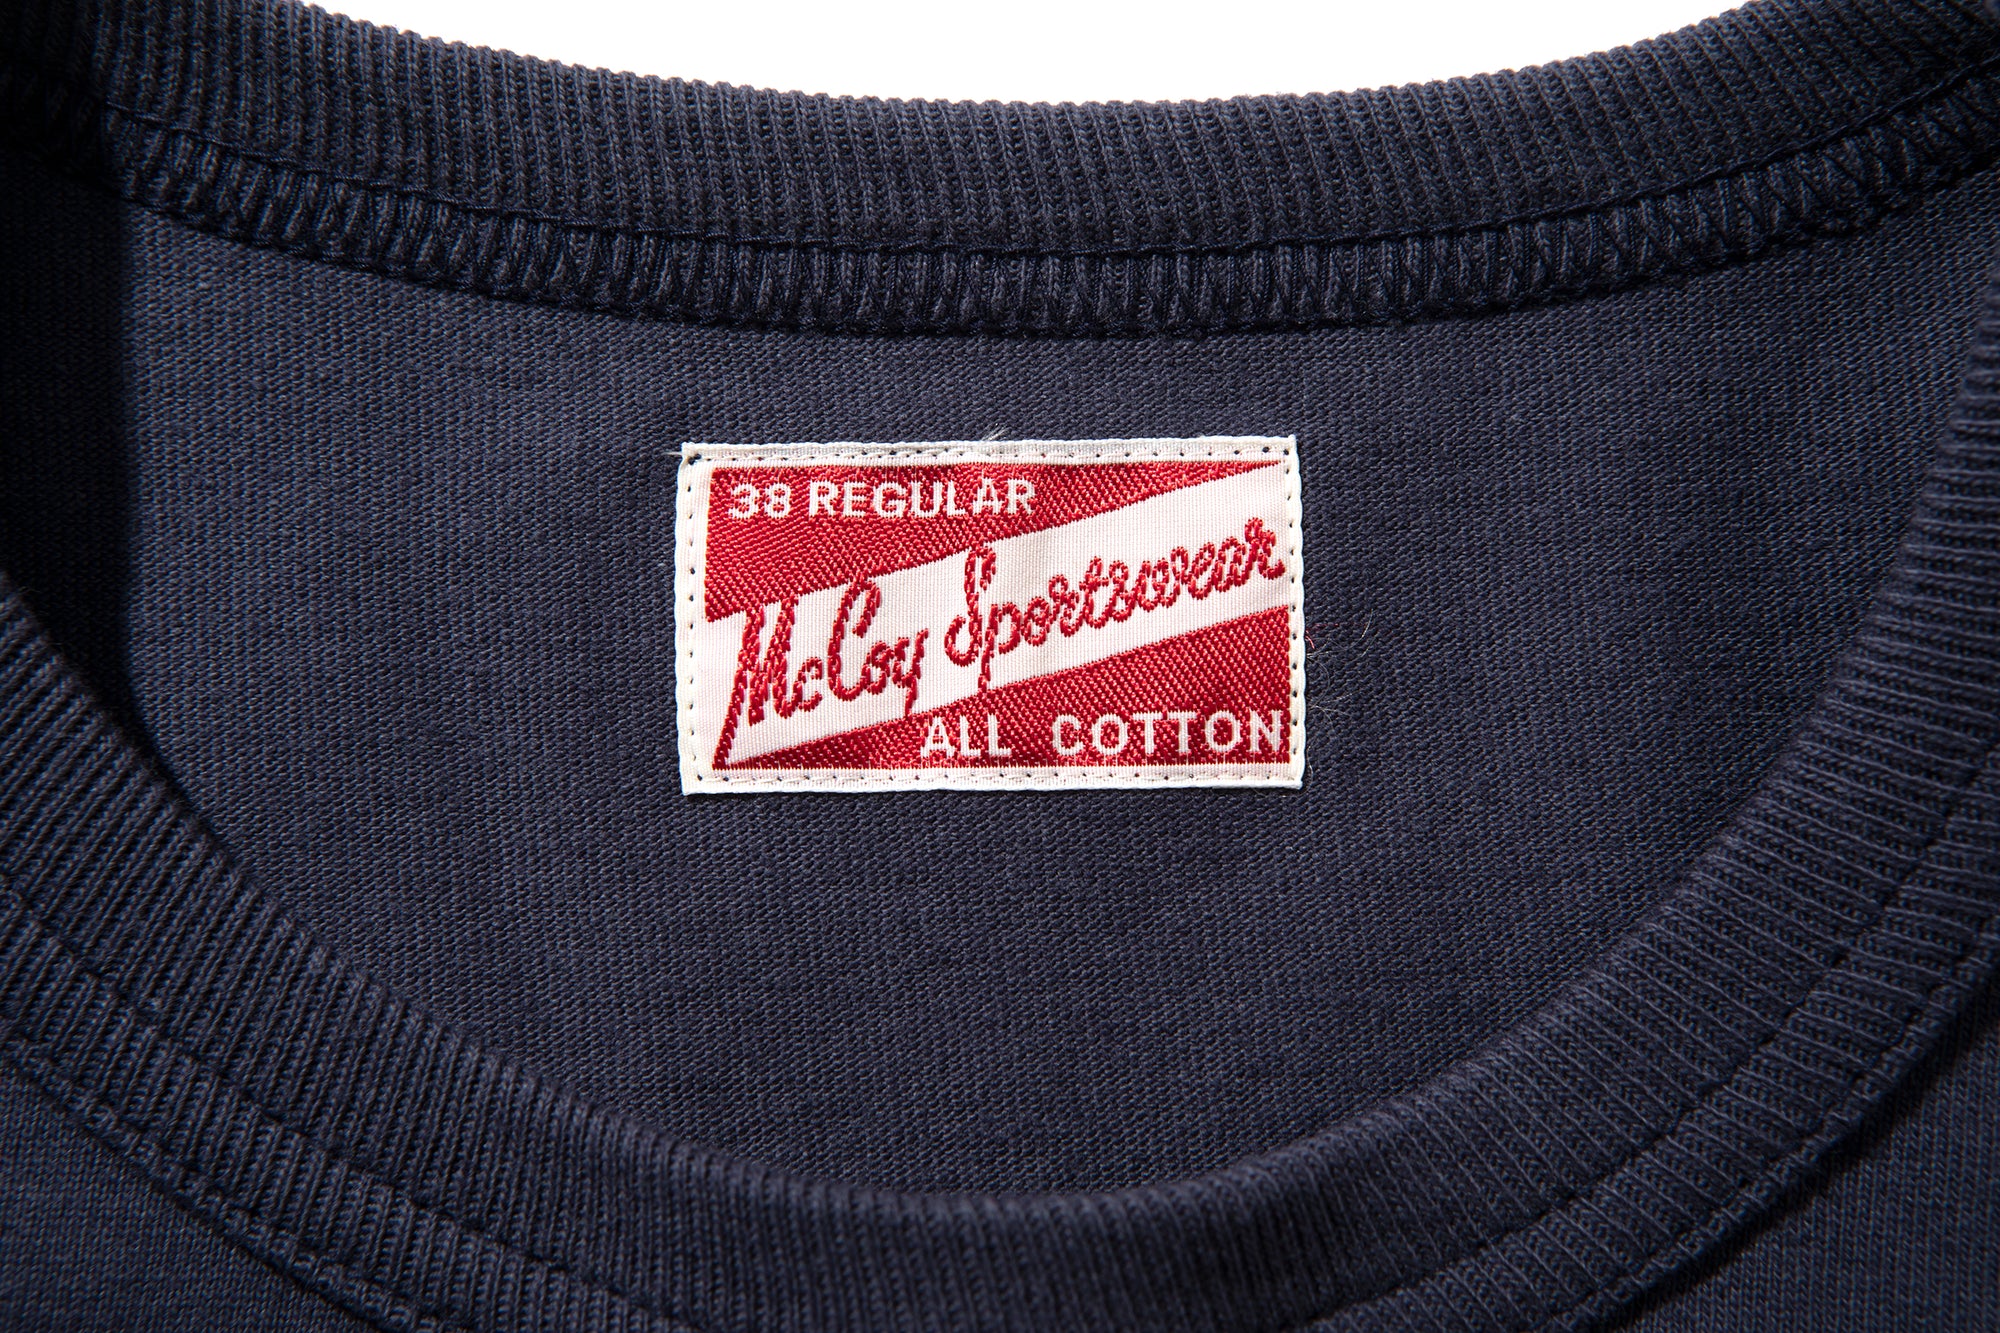 38 REGULAR
McCoy Sportswear
ALL COTTON